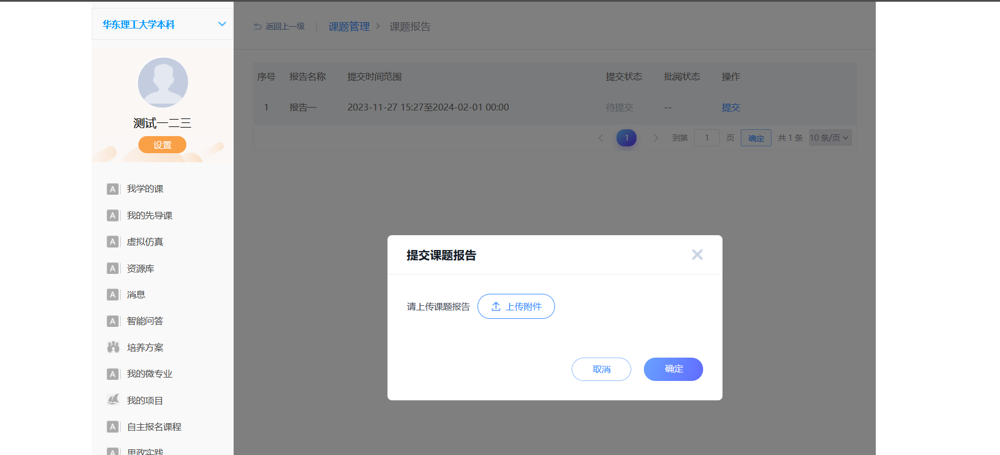 华东理工大学本科
测试一二三
设置
我学的课
我的先导课
虚拟仿真
资源库
消息
智能问答
培养方案
我的微专业
我的项目
自主报名课程
思政实践
返回上一级 | 课题管理 > 课题报告
序号 报告名称 提交时间范围 提交状态 批阅状态 操作
1 报告一 2023-11-27 15:27至2024-02-01 00:00 待提交 -- 提交
1 到第 1 页 确定 共 1 条 10 条/页
提交课题报告
请上传课题报告 上传附件
取消 确定